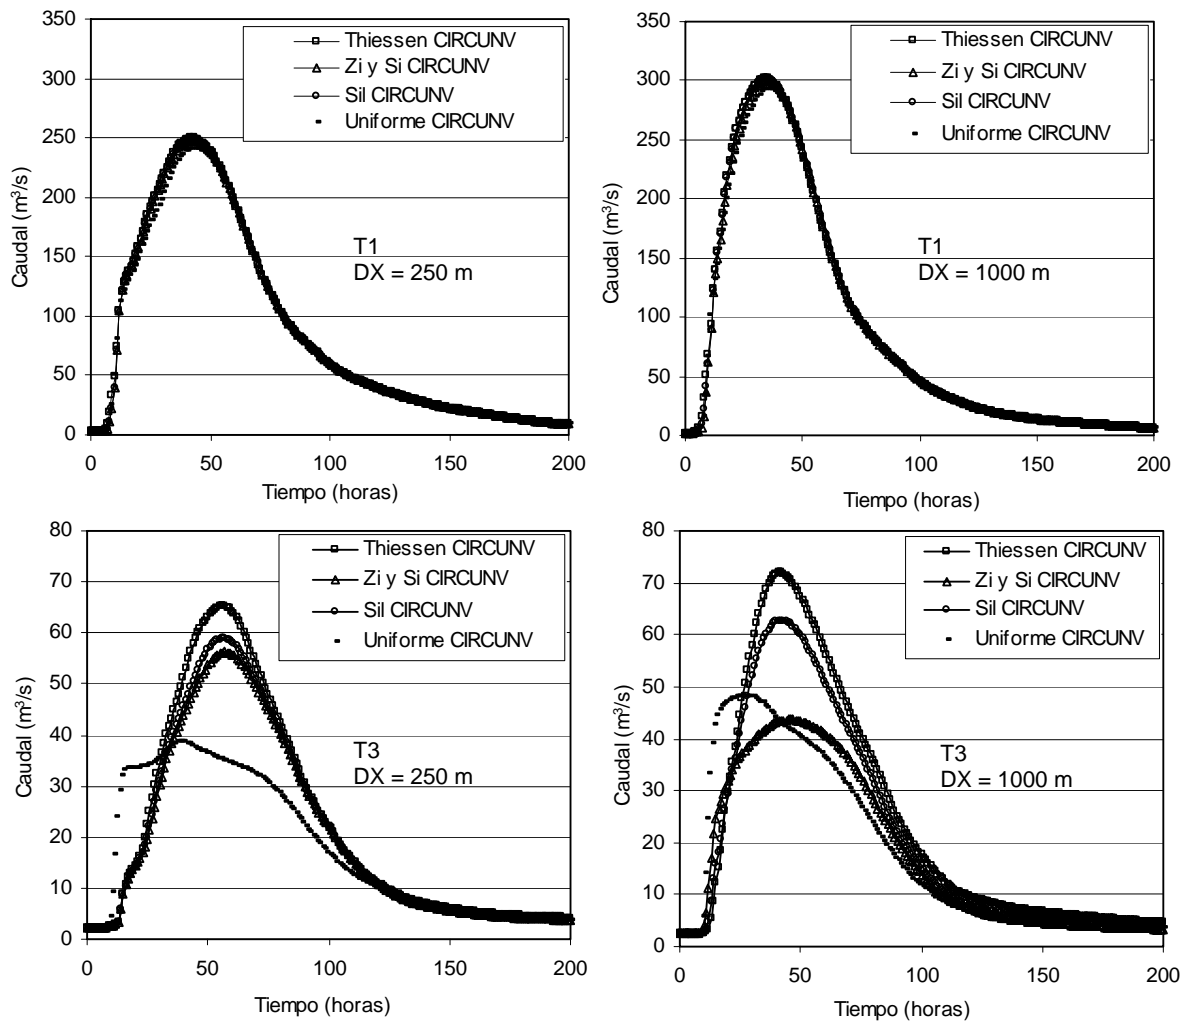 350
300
250
200
150
100
50
0
Caudal (m³/s)
Thiessen CIRCUNV
Zi y Si CIRCUNV
Sil CIRCUNV
Uniforme CIRCUNV
T1
DX = 250 m
0 50 100 150 200
Tiempo (horas)
350
300
250
200
150
100
50
0
Caudal (m³/s)
Thiessen CIRCUNV
Zi y Si CIRCUNV
Sil CIRCUNV
Uniforme CIRCUNV
T1
DX = 1000 m
0 50 100 150 200
Tiempo (horas)
80
70
60
50
40
30
20
10
0
Caudal (m³/s)
Thiessen CIRCUNV
Zi y Si CIRCUNV
Sil CIRCUNV
Uniforme CIRCUNV
T3
DX = 250 m
0 50 100 150 200
Tiempo (horas)
80
70
60
50
40
30
20
10
0
Caudal (m³/s)
Thiessen CIRCUNV
Zi y Si CIRCUNV
Sil CIRCUNV
Uniforme CIRCUNV
T3
DX = 1000 m
0 50 100 150 200
Tiempo (horas)